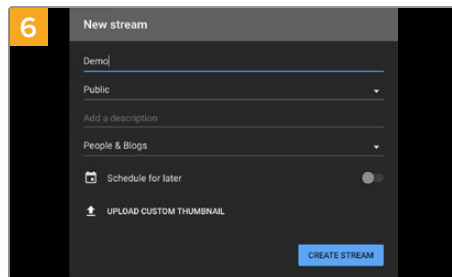 6
New stream
Demo
Public
Add a description
People & Blogs
Schedule for later
UPLOAD CUSTOM THUMBNAIL
CREATE STREAM